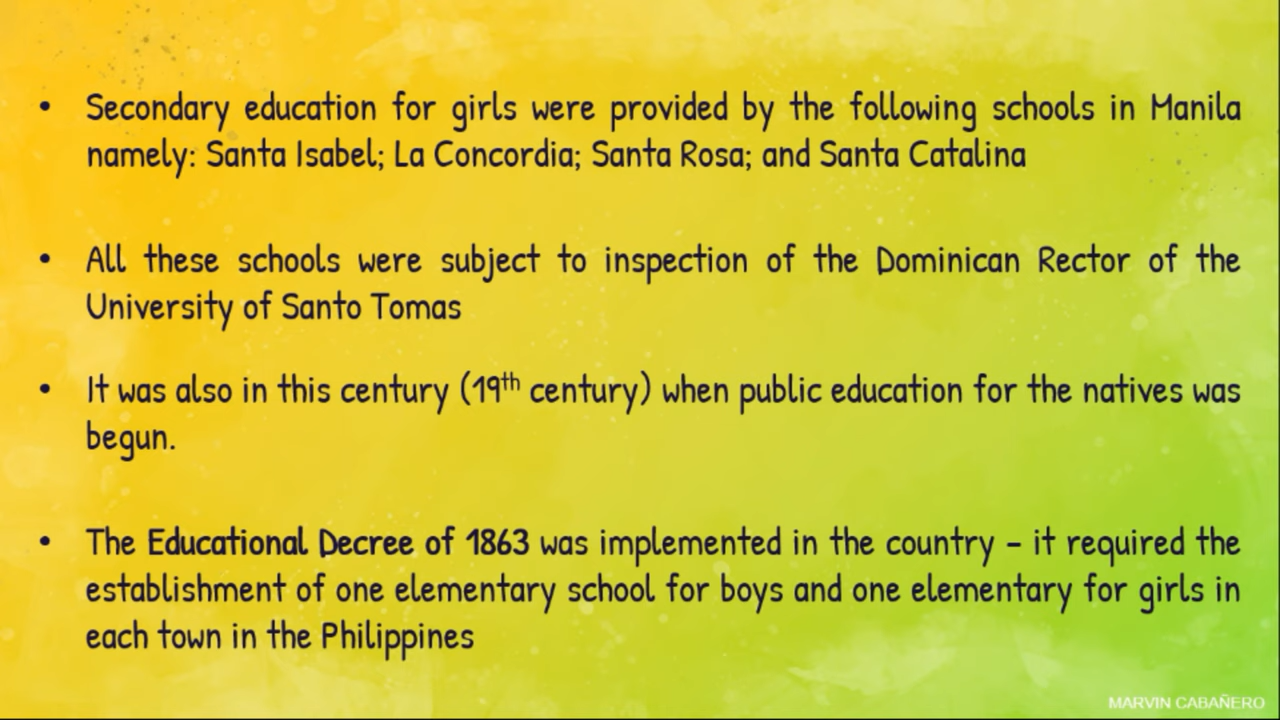 • Secondary education for girls were provided by the following schools in Manila
namely: Santa Isabel; La Concordia; Santa Rosa; and Santa Catalina
• All these schools were subject to inspection of the Dominican Rector of the
University of Santo Tomas
• It was also in this century (19th century) when public education for the natives was
begun.
• The Educational Decree of 1863 was implemented in the country – it required the
establishment of one elementary school for boys and one elementary for girls in
each town in the Philippines
MARVIN CABAÑERO